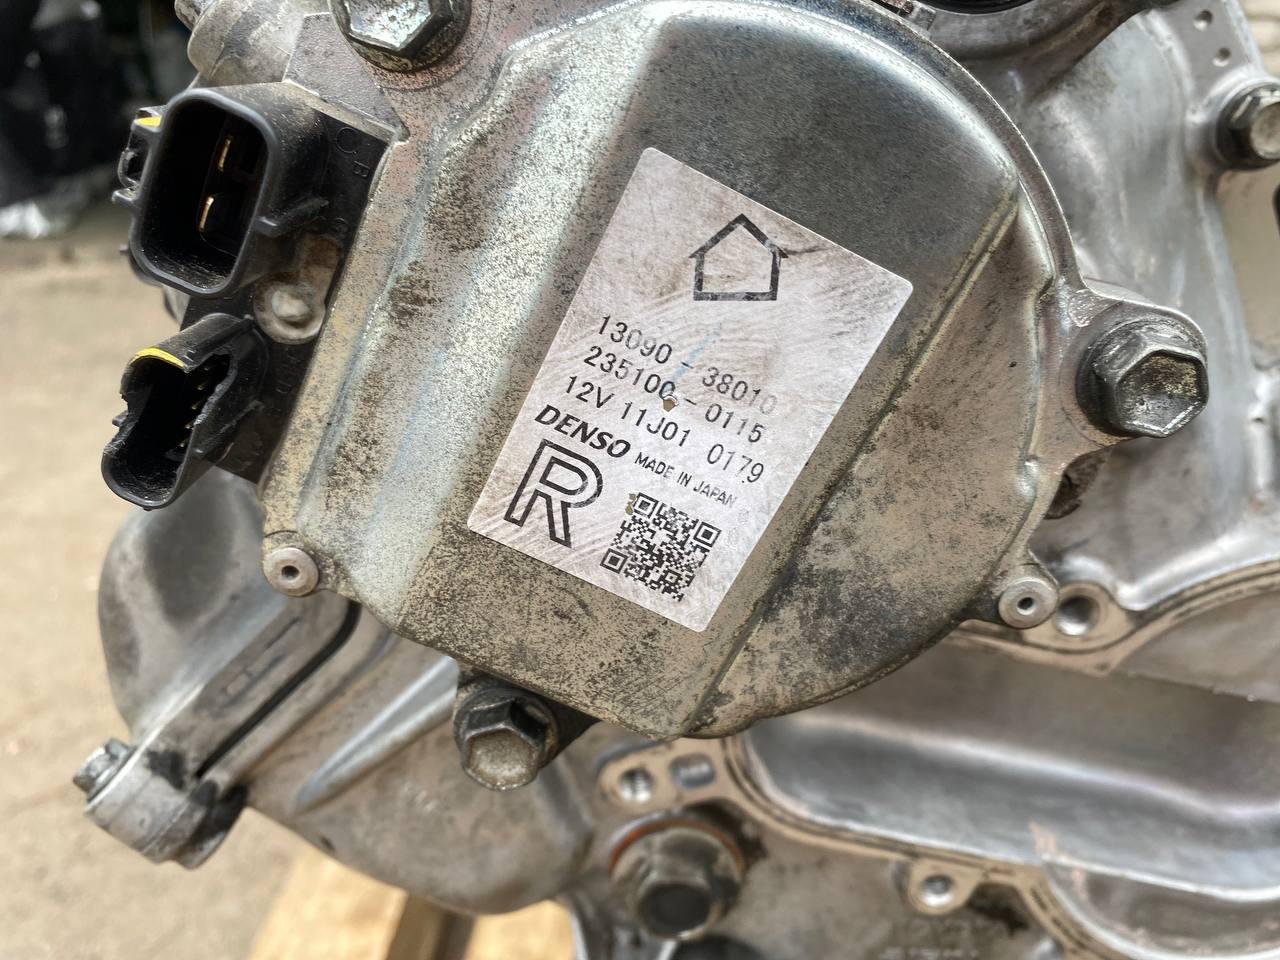 13090-38010
235100-0115
12V 11J01 0179
DENSO MADE IN JAPAN
R